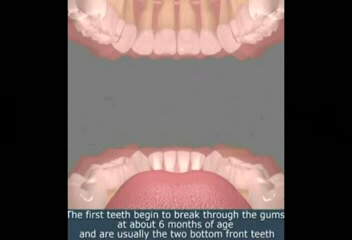 The first teeth begin to break through the gums
at about 6 months of age
and are usually the two bottom front teeth